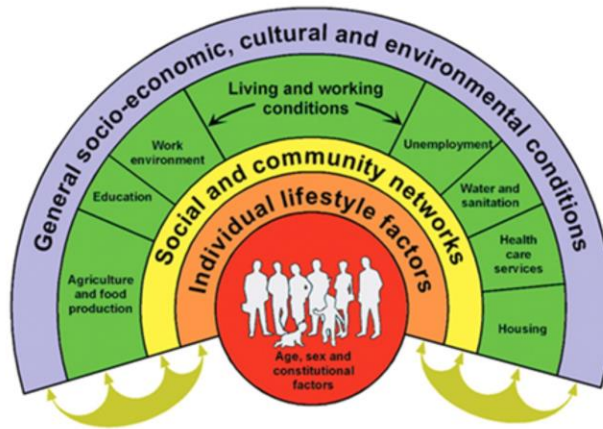 General socio-economic, cultural and environmental conditions
Living and working
conditions
Work
environment
Education
Agriculture
and food
production
Unemployment
Water and
sanitation
Health
care
services
Housing
Social and community networks
Individual lifestyle factors
Age, sex and
constitutional
factors